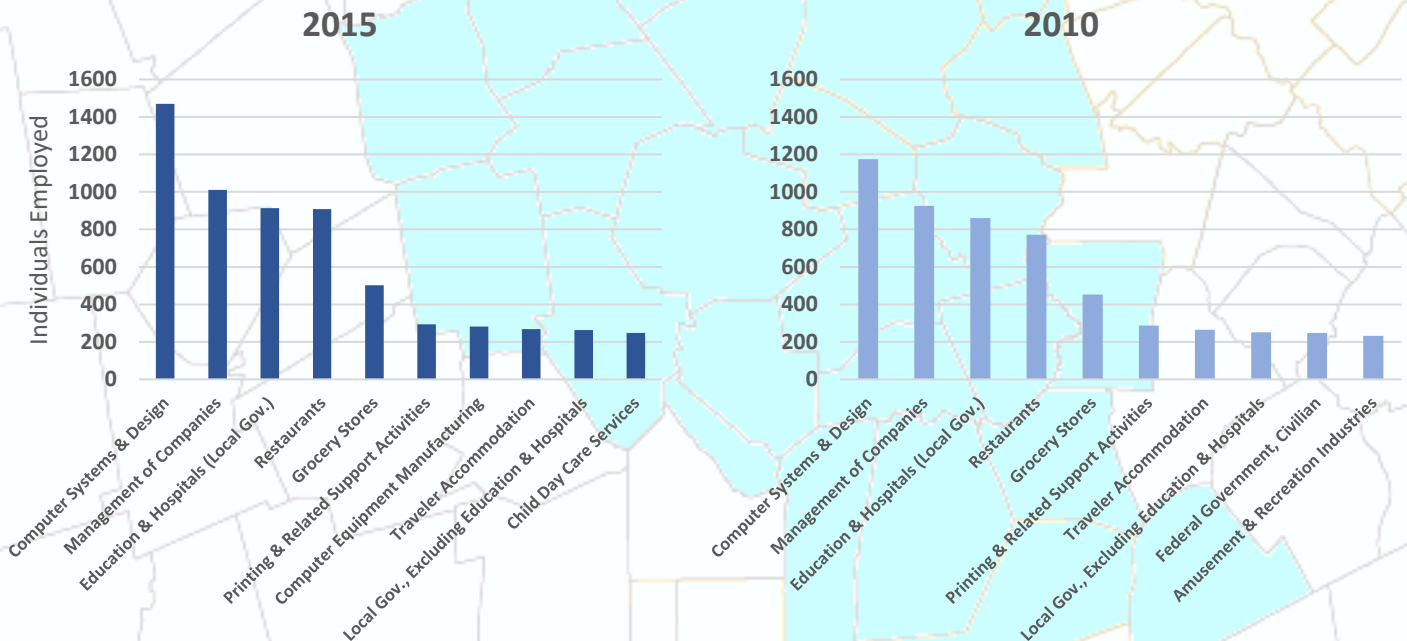 2015
Individuals Employed
1600
1400
1200
1000
800
600
400
200
0
Computer Systems & Design
Management of Companies
Education & Hospitals (Local Gov.)
Restaurants
Grocery Stores
Printing & Related Support Activities
Computer Equipment Manufacturing
Traveler Accommodation
Local Gov., Excluding Education & Hospitals
Child Day Care Services
2010
1600
1400
1200
1000
800
600
400
200
0
Computer Systems & Design
Management of Companies
Education & Hospitals (Local Gov.)
Restaurants
Grocery Stores
Printing & Related Support Activities
Traveler Accommodation
Local Gov., Excluding Education & Hospitals
Federal Government, Civilian
Amusement & Recreation Industries